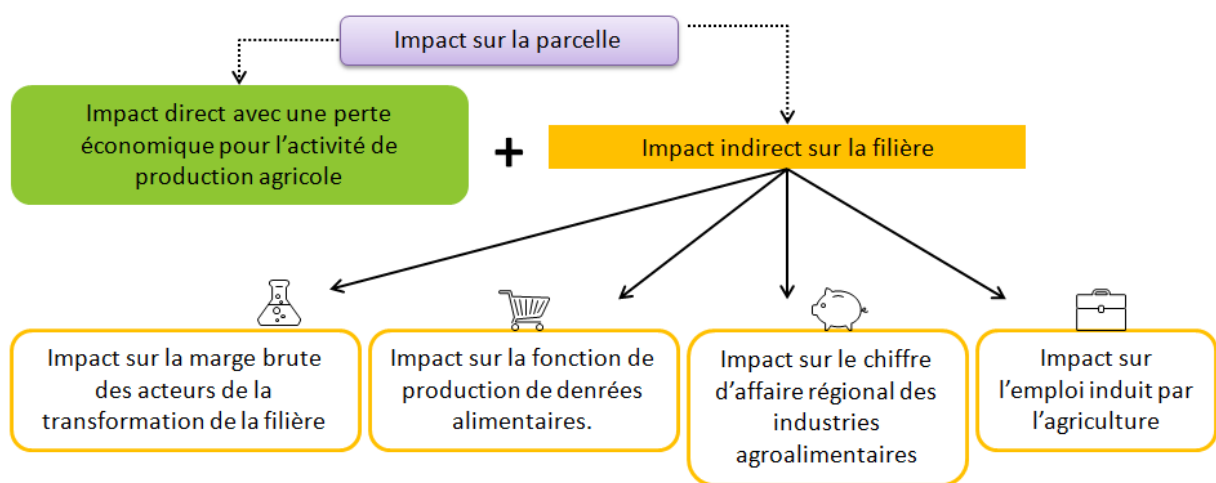 Impact sur la parcelle
Impact direct avec une perte
économique pour l’activité de
production agricole
+
Impact indirect sur la filière
Impact sur la marge brute
des acteurs de la
transformation de la filière
Impact sur la fonction de
production de denrées
alimentaires.
Impact sur le chiffre
d’affaire régional des
industries
agroalimentaires
Impact sur
l’emploi induit par
l’agriculture